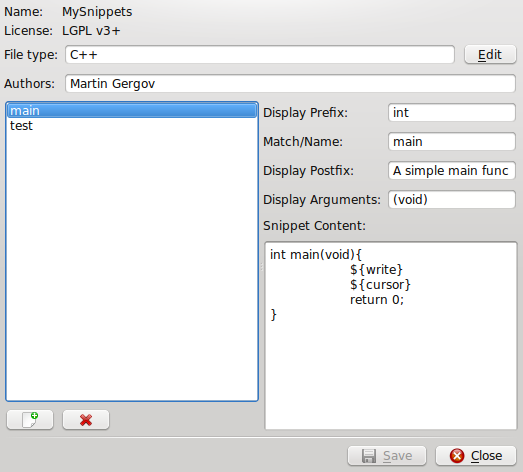 Name: MySnippets
License: LGPL v3+
File type: C++ Edit
Authors: Martin Gergov
main
test
Display Prefix: int
Match/Name: main
Display Postfix: A simple main func
Display Arguments: (void)
Snippet Content:
int main(void){
${write}
${cursor}
return 0;
}
Save Close